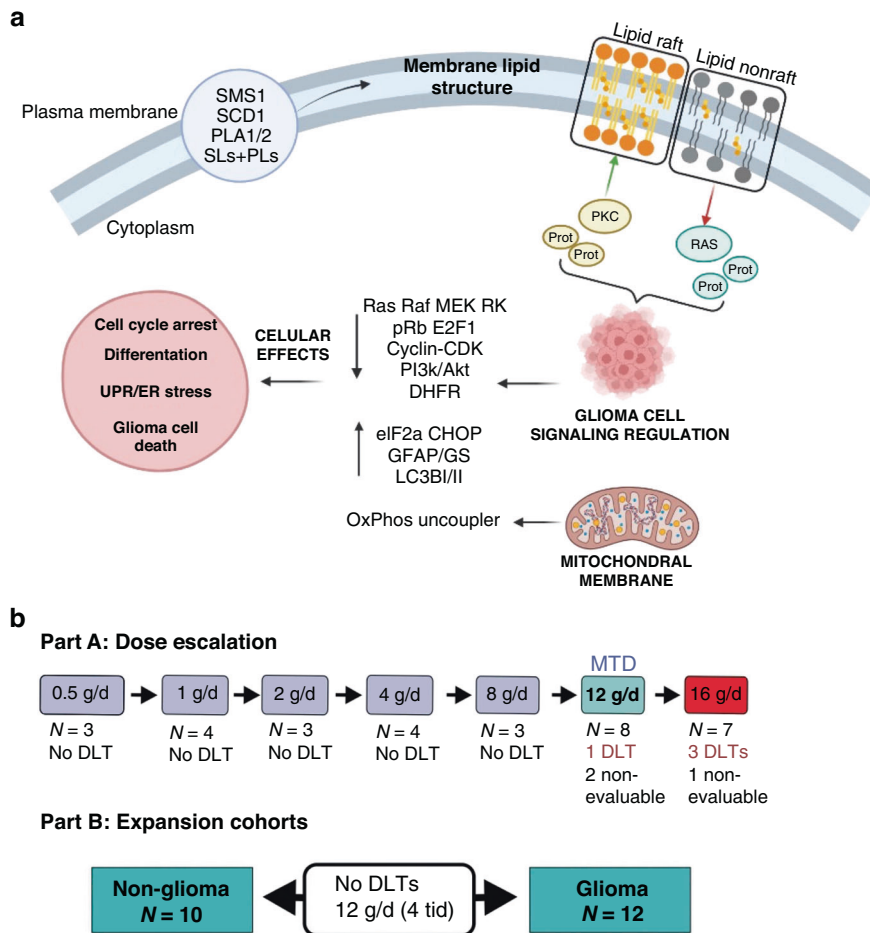 a
Lipid raft
Lipid nonraft
Membrane lipid
structure
SMS1
SCD1
PLA1/2
SLs+PLs
Plasma membrane
Cytoplasm
PKC
Prot
Prot
RAS
Prot
Prot
Cell cycle arrest
Differentation
UPR/ER stress
Glioma cell
death
CELULAR
EFFECTS
Ras Raf MEK RK
pRb E2F1
Cyclin-CDK
PI3k/Akt
DHFR
GLIOMA CELL
SIGNALING REGULATION
eIF2a CHOP
GFAP/GS
LC3BI/II
OxPhos uncoupler
MITOCHONDRAL
MEMBRANE
b
Part A: Dose escalation
MTD
0.5 g/d
1 g/d
2 g/d
4 g/d
8 g/d
12 g/d
16 g/d
N = 3
No DLT
N = 4
No DLT
N = 3
No DLT
N = 4
No DLT
N = 3
No DLT
N = 8
1 DLT
2 non-
evaluable
N = 7
3 DLTs
1 non-
evaluable
Part B: Expansion cohorts
Non-glioma
N = 10
No DLTs
12 g/d (4 tid)
Glioma
N = 12